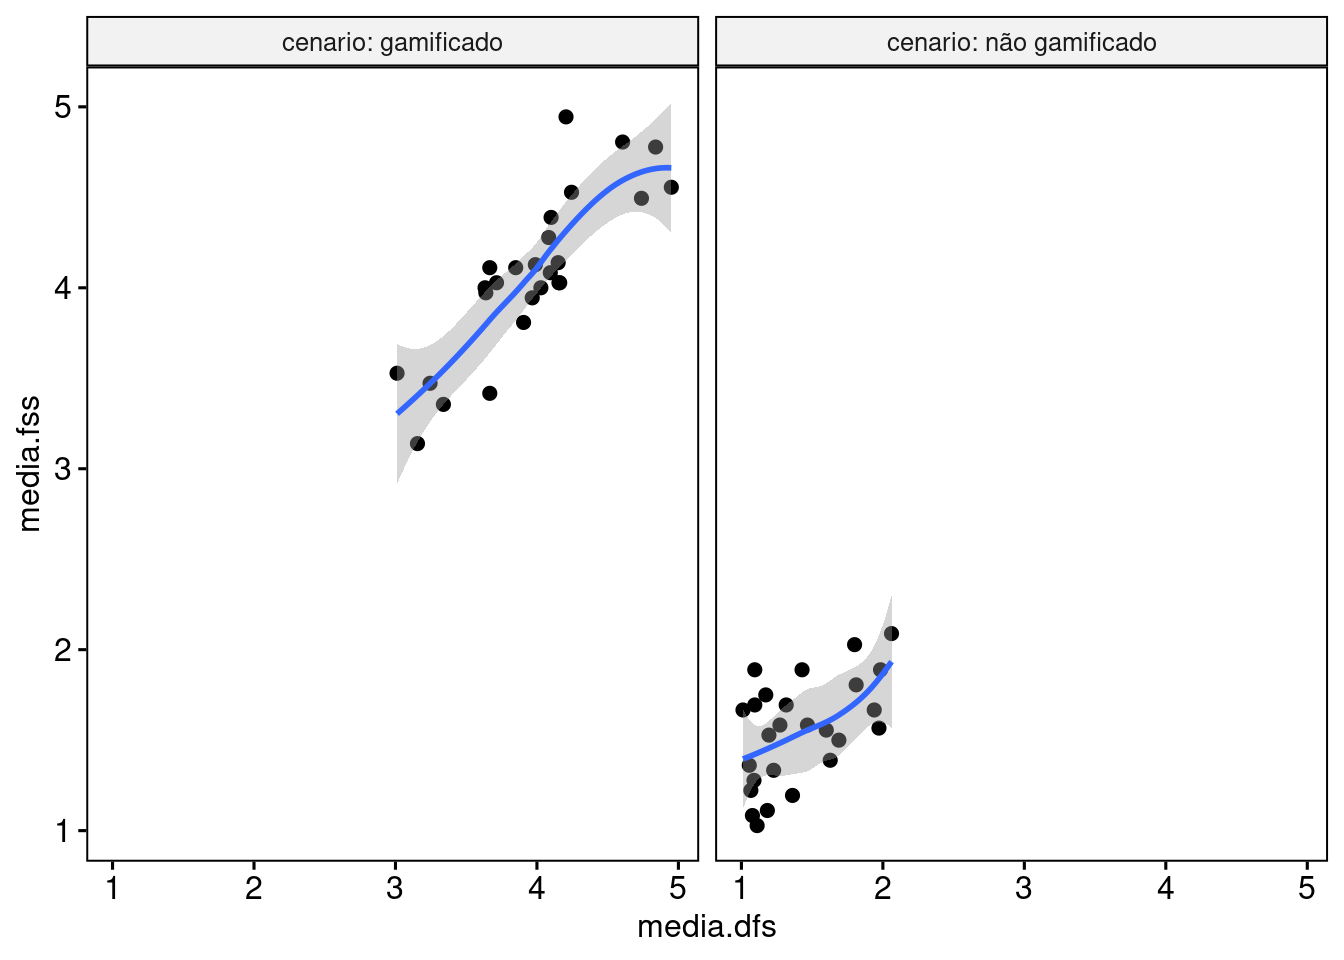 cenario: gamificado
cenario: não gamificado
5
4
3
2
1
media.fss
1 2 3 4 5
1 2 3 4 5
media.dfs